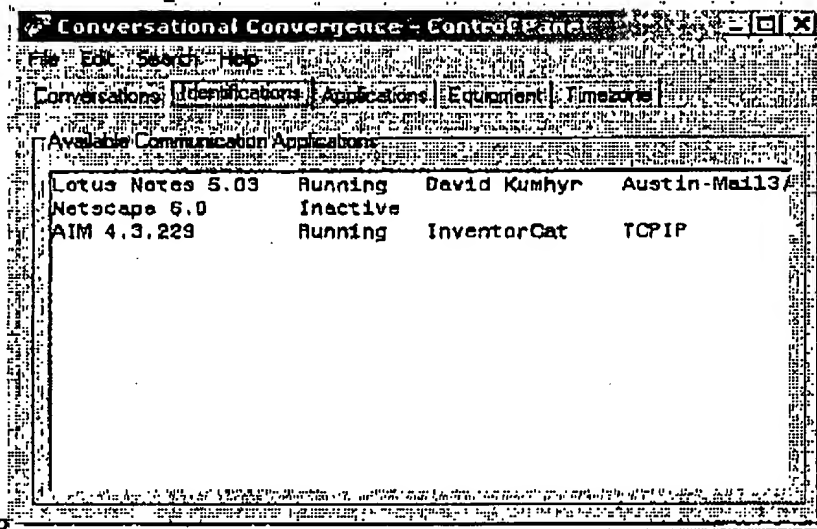 Conversational Convergence - Control Panel
File Edit Search Help
Conversations Identifications Applications Equipment Timezone
Available Communication Applications
Lotus Notes 5.03 Running David Kumhyr Austin-Mail3/
Netscape 6.0 Inactive
AIM 4.3.229 Running InventorCat TCPIP